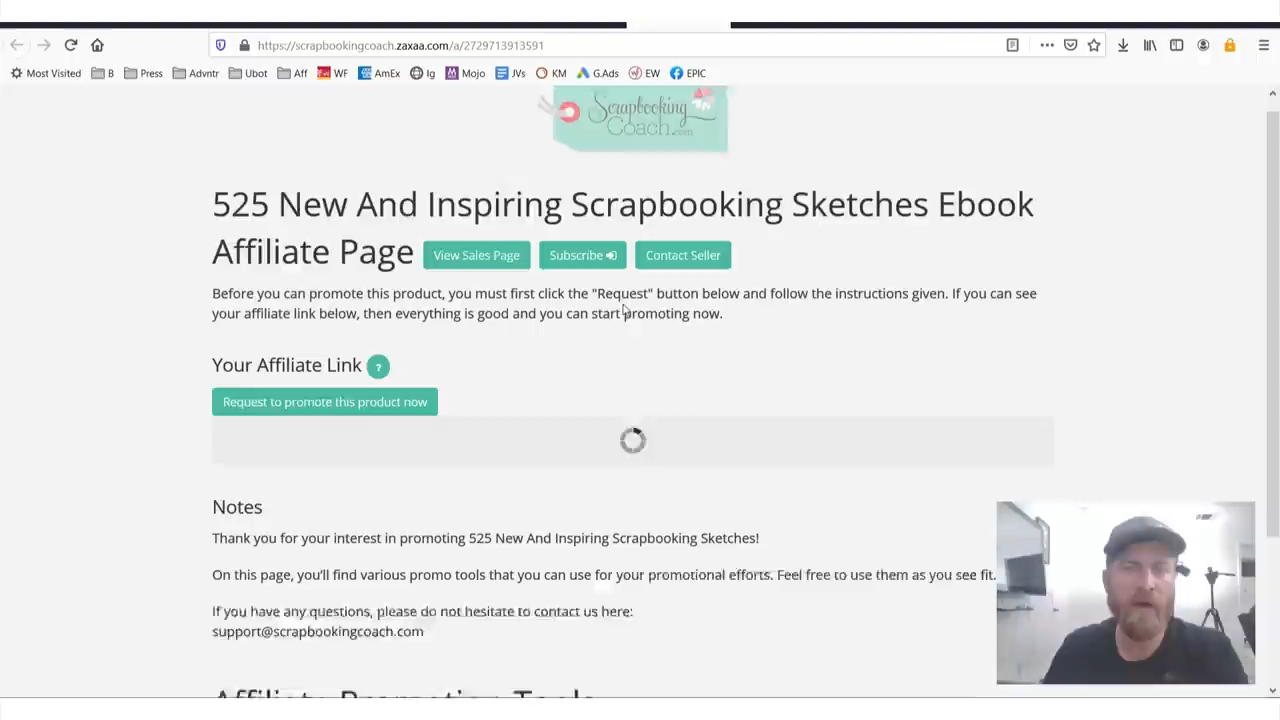 https://scrapbookingcoach.zaxaa.com/a/2729713913591
Most Visited B Press Advntr Ubot Aff WF AmEx Ig Mojo JVs KM G.Ads EW EPIC
Scrapbooking
Coach.com
525 New And Inspiring Scrapbooking Sketches Ebook
Affiliate Page View Sales Page Subscribe Contact Seller
Before you can promote this product, you must first click the "Request" button below and follow the instructions given. If you can see
your affiliate link below, then everything is good and you can start promoting now.
Your Affiliate Link ?
Request to promote this product now
Notes
Thank you for your interest in promoting 525 New And Inspiring Scrapbooking Sketches!
On this page, you'll find various promo tools that you can use for your promotional efforts. Feel free to use them as you see fit.
If you have any questions, please do not hesitate to contact us here:
support@scrapbookingcoach.com
Affiliate Promotion Tools